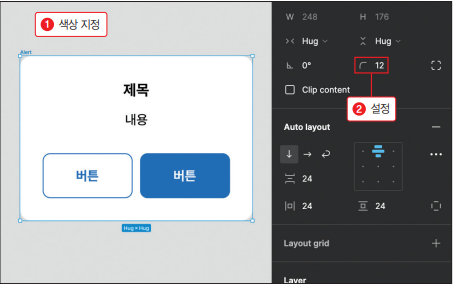 1 색상 지정
Alert
제목
내용
버튼 버튼
Hug × Hug
W 248 H 176
Hug Hug
0° 12
Clip content
2 설정
Auto layout
24
24 24
Layout grid
Layer